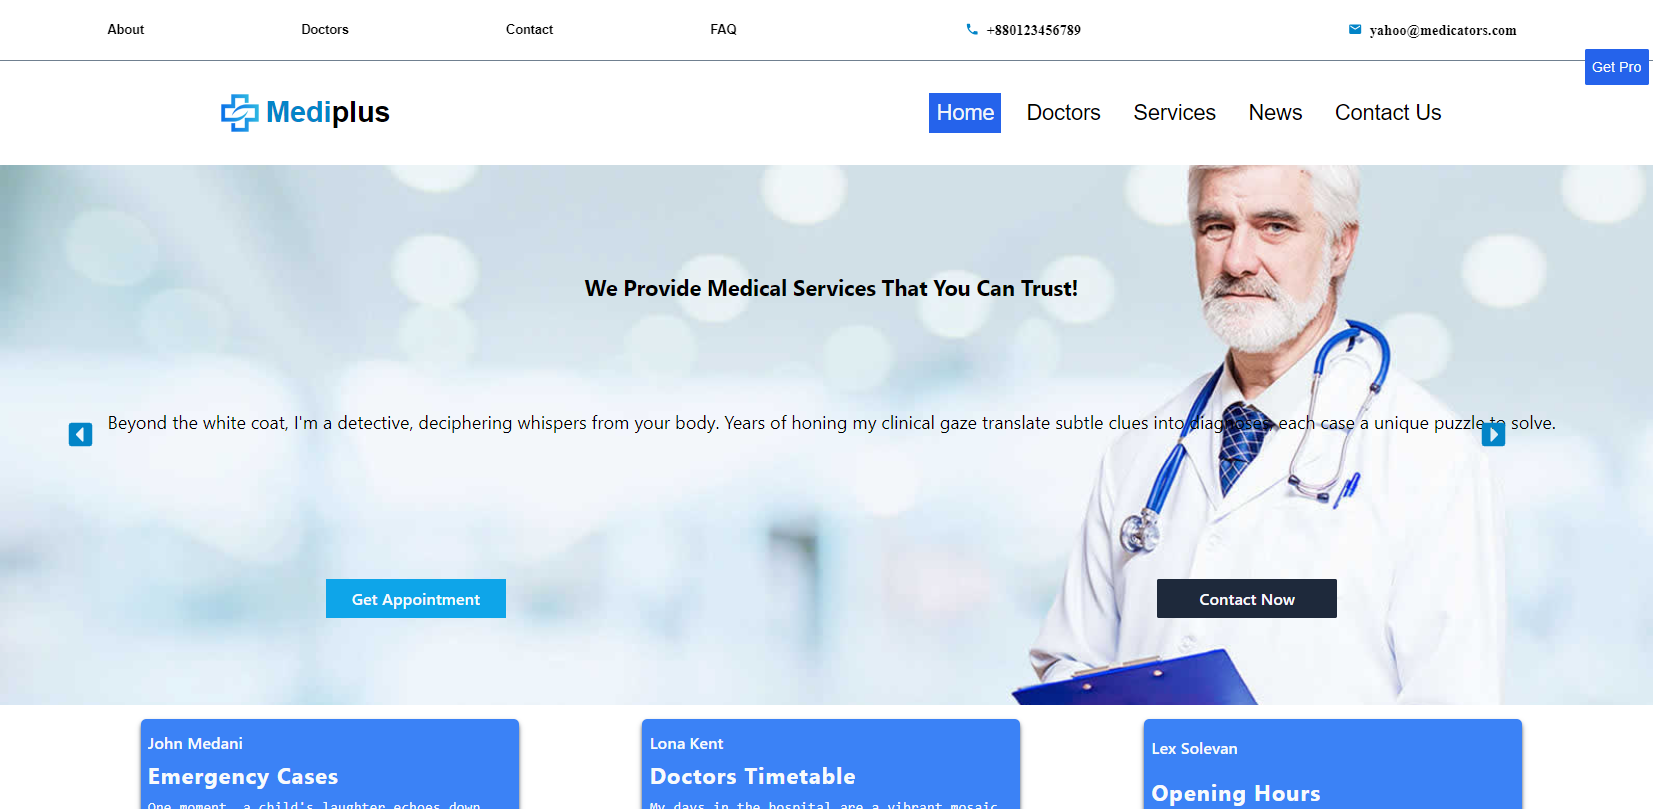 About
Doctors
Contact
FAQ
+880123456789
yahoo@medicators.com
Get Pro
Mediplus
Home
Doctors
Services
News
Contact Us
We Provide Medical Services That You Can Trust!
Beyond the white coat, I'm a detective, deciphering whispers from your body. Years of honing my clinical gaze translate subtle clues into diagnoses, each case a unique puzzle to solve.
Get Appointment
Contact Now
John Medani
Emergency Cases
One moment, a child's laughter echoes down
Lona Kent
Doctors Timetable
My days in the hospital are a vibrant mosaic
Lex Solevan
Opening Hours